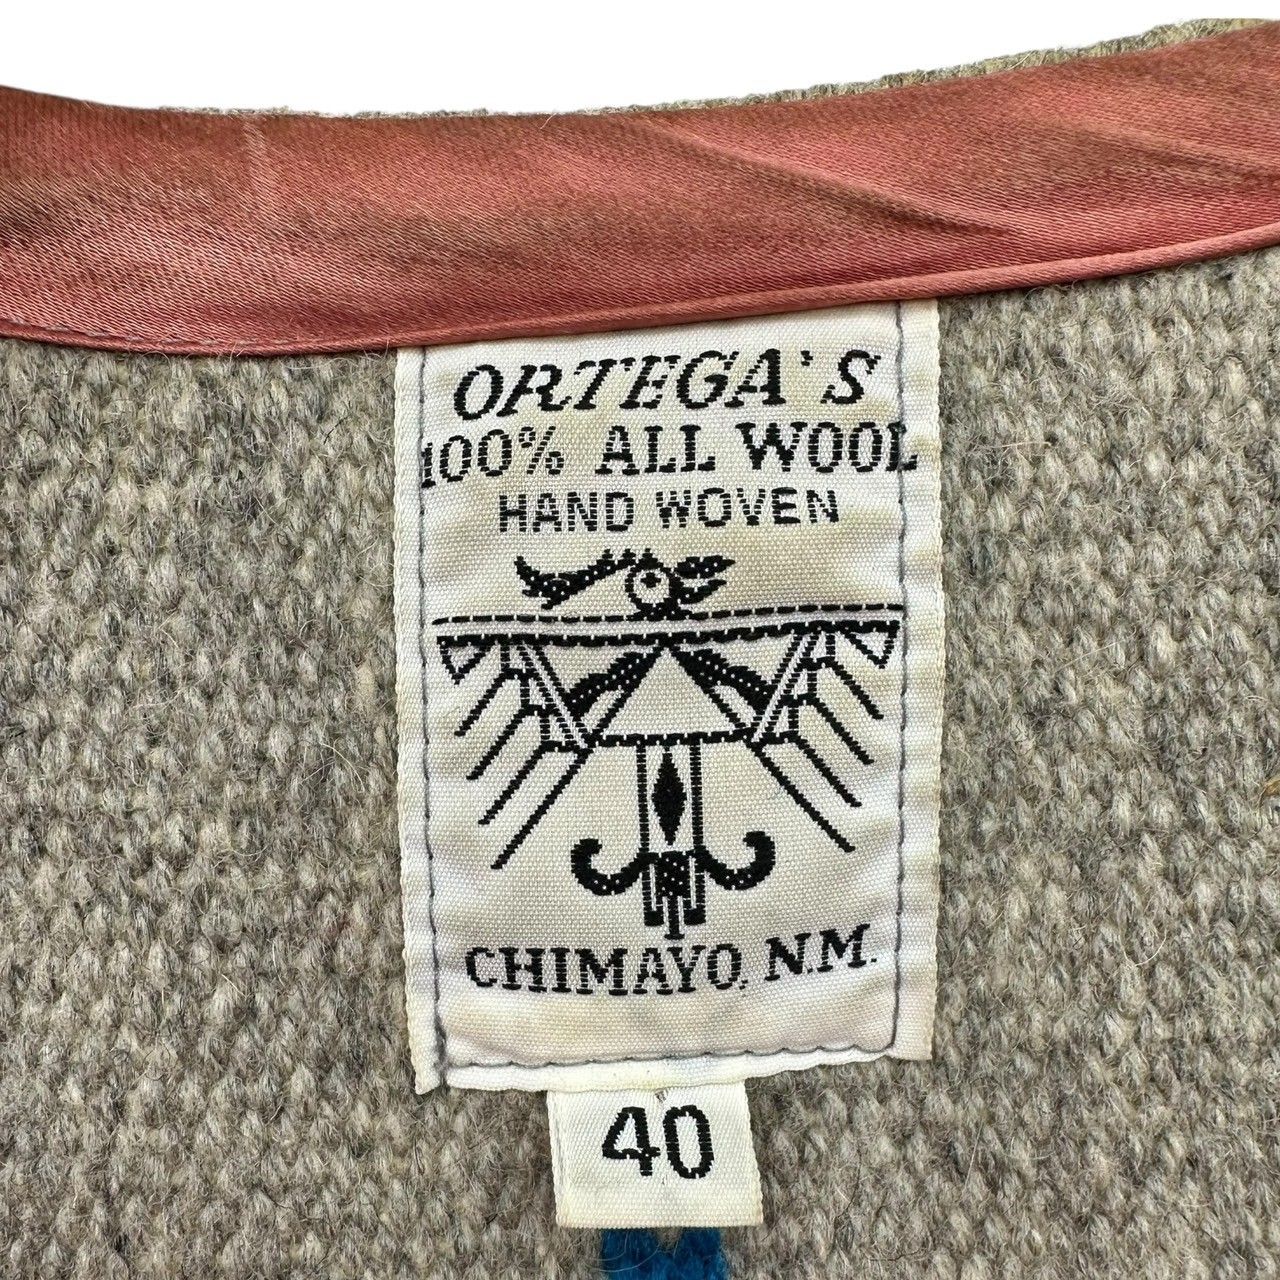 ORTEGA'S
100% ALL WOOL
HAND WOVEN
CHIMAYO, N.M.
40